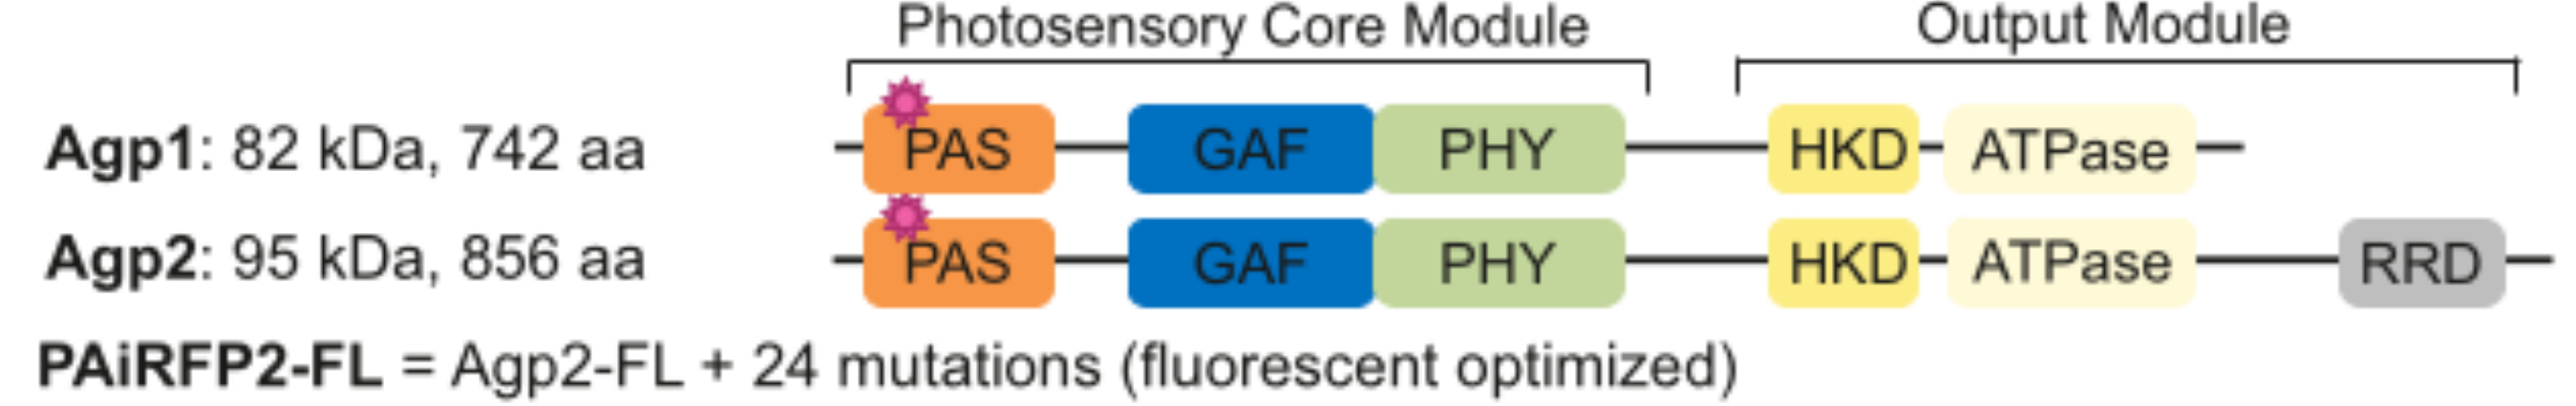 Photosensory Core Module Output Module
Agp1: 82 kDa, 742 aa PAS GAF PHY HKD ATPase
Agp2: 95 kDa, 856 aa PAS GAF PHY HKD ATPase RRD
PAiRFP2-FL = Agp2-FL + 24 mutations (fluorescent optimized)